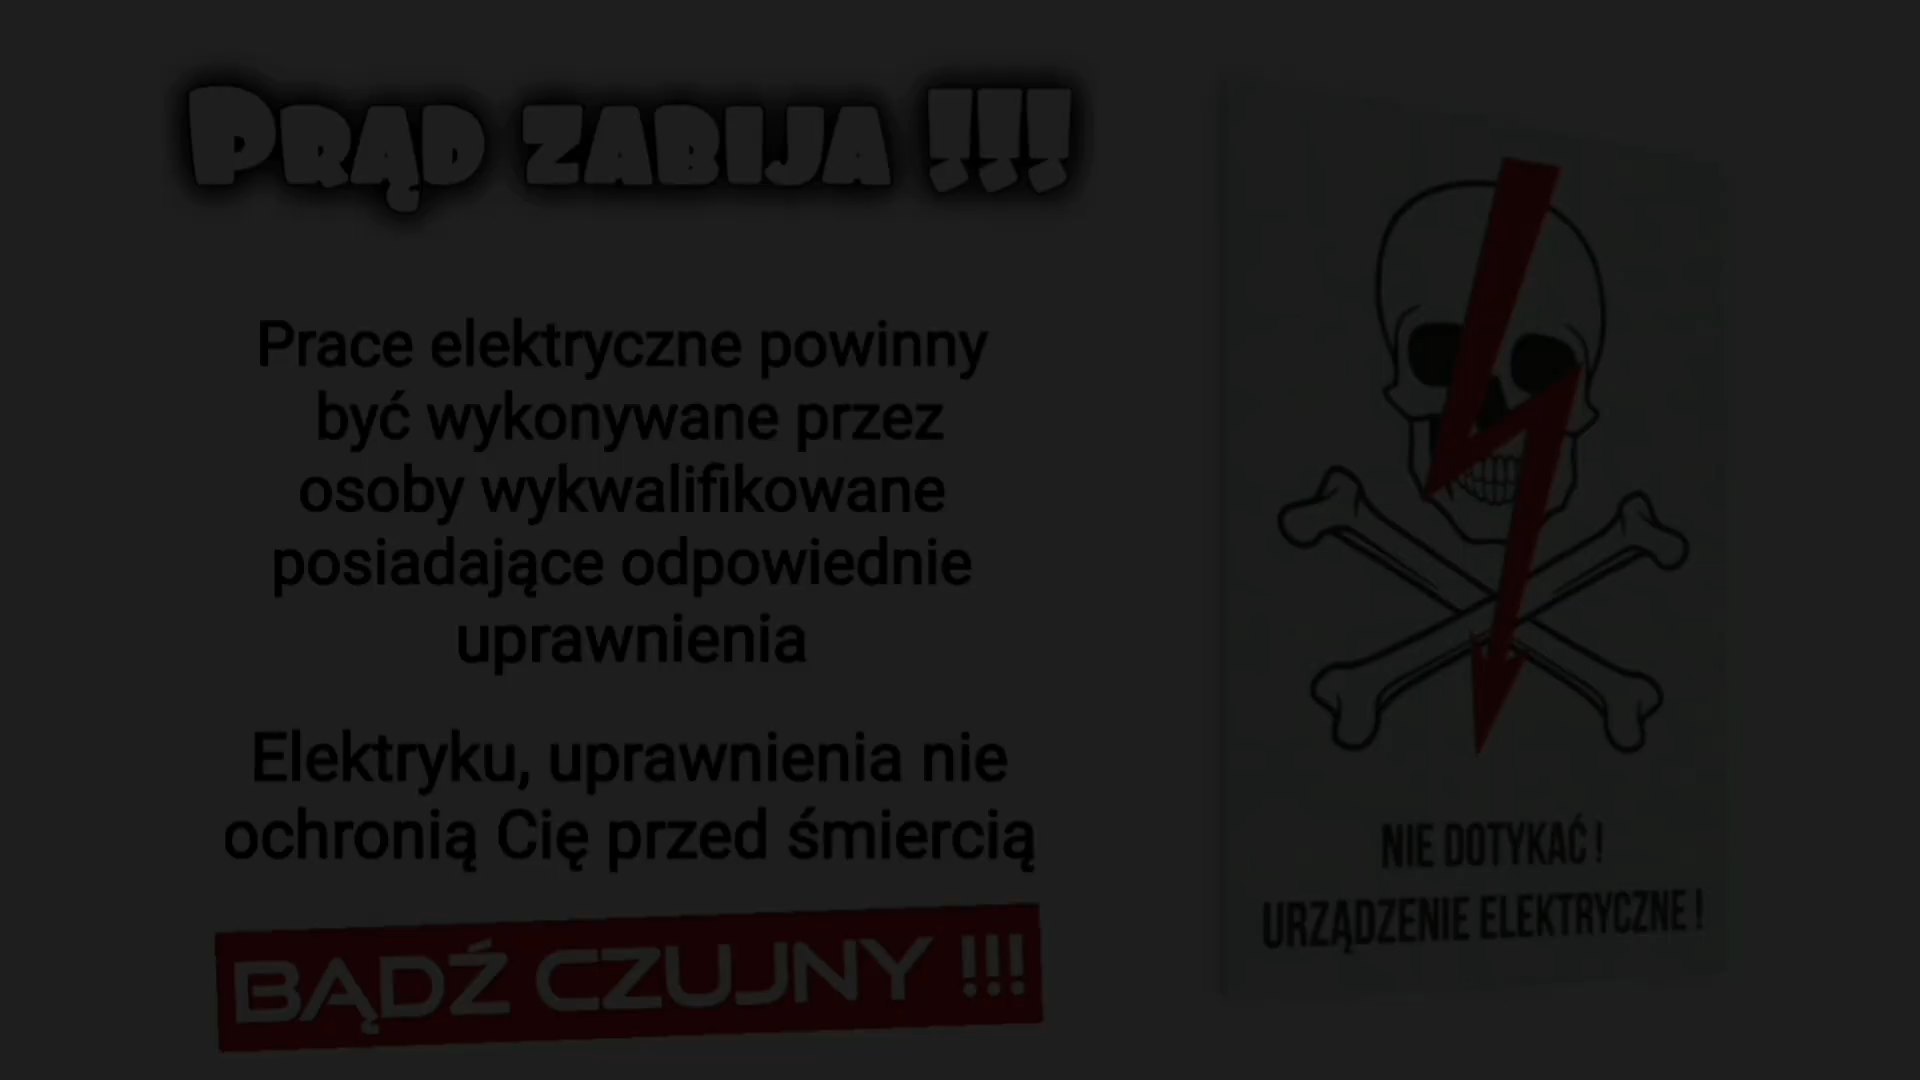 Prąd zabija !!!
Prace elektryczne powinny
być wykonywane przez
osoby wykwalifikowane
posiadające odpowiednie
uprawnienia
Elektryku, uprawnienia nie
ochronią Cię przed śmiercią
BĄDŹ CZUJNY !!!
NIE DOTYKAĆ !
URZĄDZENIE ELEKTRYCZNE !